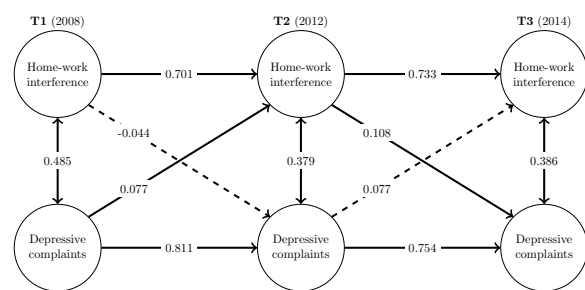 T1 (2008) T2 (2012) T3 (2014)
Home-work
interference
0.701
Home-work
interference
0.733
Home-work
interference
-0.044
0.108
0.485
0.379
0.386
0.077
0.077
Depressive
complaints
0.811
Depressive
complaints
0.754
Depressive
complaints